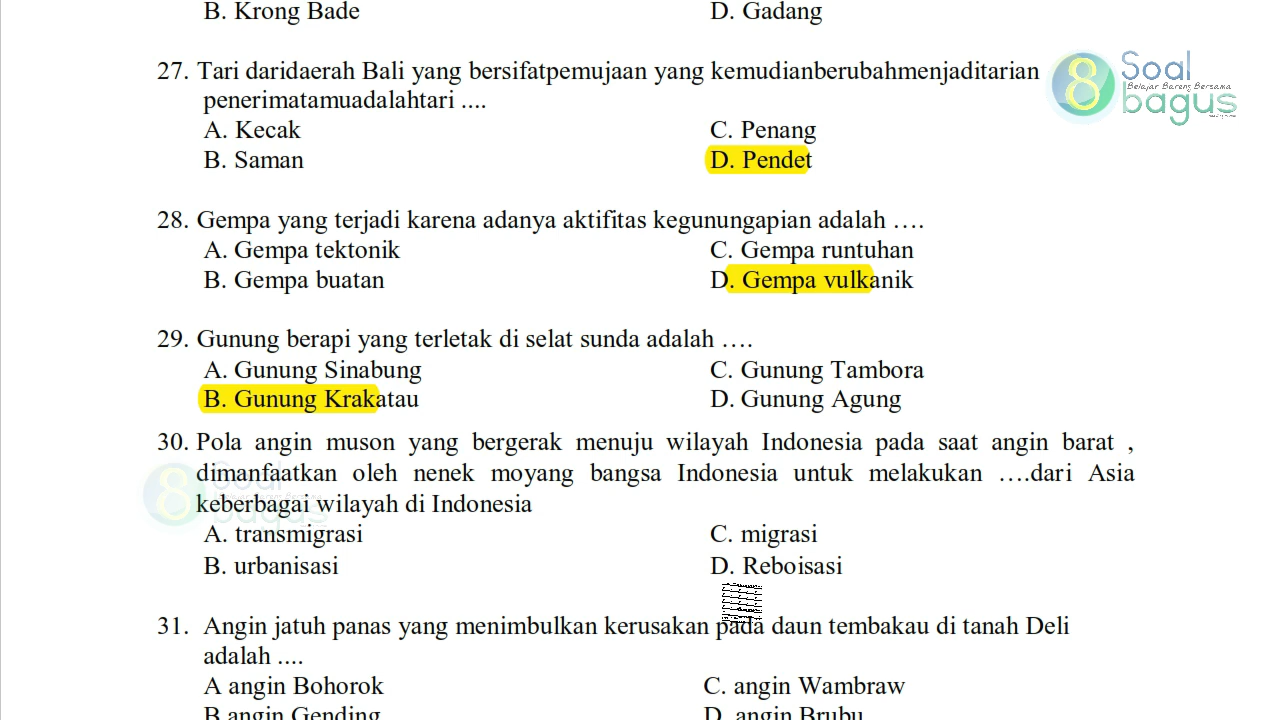 B. Krong Bade D. Gadang
27. Tari daridaerah Bali yang bersifatpemujaan yang kemudianberubahmenjaditarian
penerimatamuadalahtari ....
A. Kecak C. Penang
B. Saman D. Pendet
8 Soal
Belajar Bareng Bersama
bagus
28. Gempa yang terjadi karena adanya aktifitas kegunungapian adalah ….
A. Gempa tektonik C. Gempa runtuhan
B. Gempa buatan D. Gempa vulkanik
29. Gunung berapi yang terletak di selat sunda adalah ….
A. Gunung Sinabung C. Gunung Tambora
B. Gunung Krakatau D. Gunung Agung
30. Pola angin muson yang bergerak menuju wilayah Indonesia pada saat angin barat ,
dimanfaatkan oleh nenek moyang bangsa Indonesia untuk melakukan ….dari Asia
keberbagai wilayah di Indonesia
8 Soal
bagus
A. transmigrasi C. migrasi
B. urbanisasi D. Reboisasi
31. Angin jatuh panas yang menimbulkan kerusakan pada daun tembakau di tanah Deli
adalah ....
A angin Bohorok C. angin Wambraw
B angin Gending D. angin Brubu